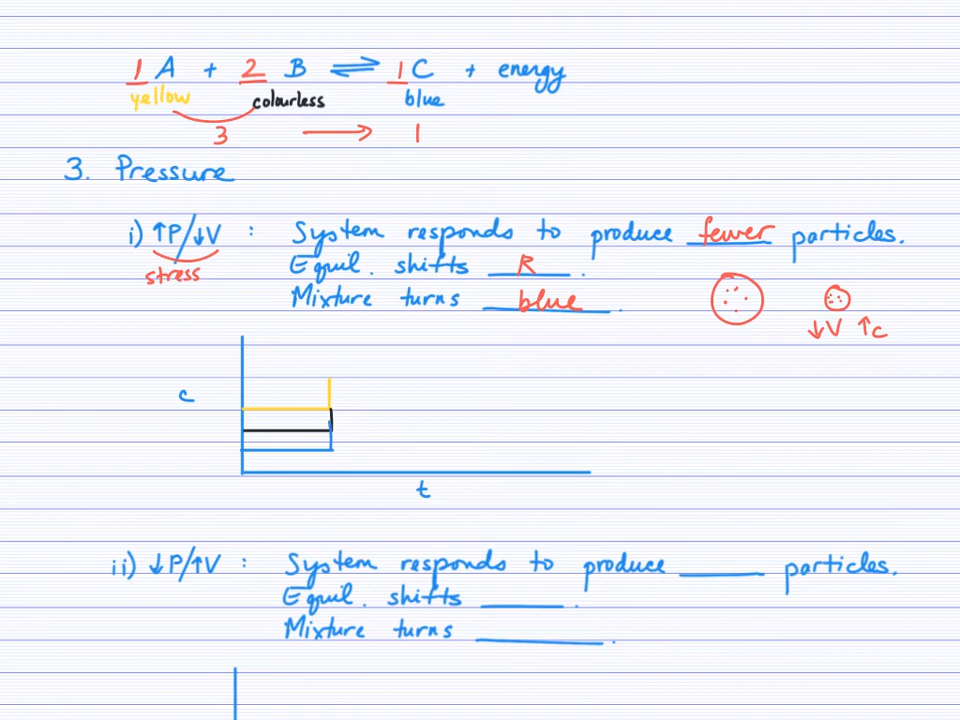 1 A + 2 B ⇌ 1 C + energy
yellow colourless blue
3 → 1
3. Pressure
i) ↑P/↓V : System responds to produce fewer particles.
stress Equil. shifts R .
Mixture turns blue .
↓V ↑c
c
t
ii) ↓P/↑V : System responds to produce ____ particles.
Equil. shifts ____ .
Mixture turns ____ .